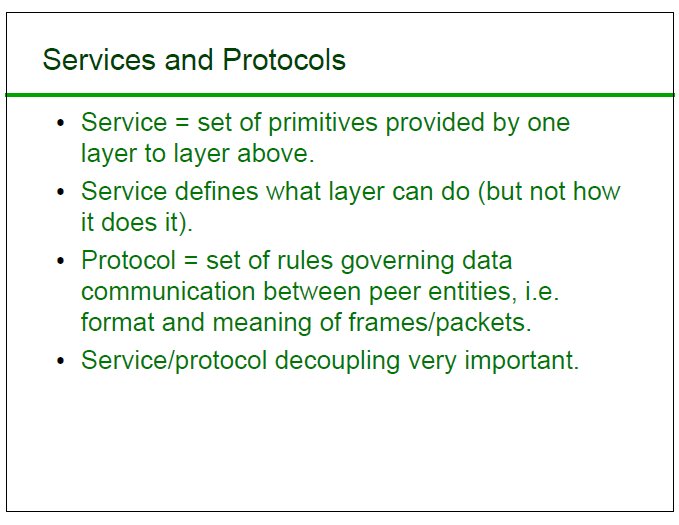 Services and Protocols
• Service = set of primitives provided by one
layer to layer above.
• Service defines what layer can do (but not how
it does it).
• Protocol = set of rules governing data
communication between peer entities, i.e.
format and meaning of frames/packets.
• Service/protocol decoupling very important.